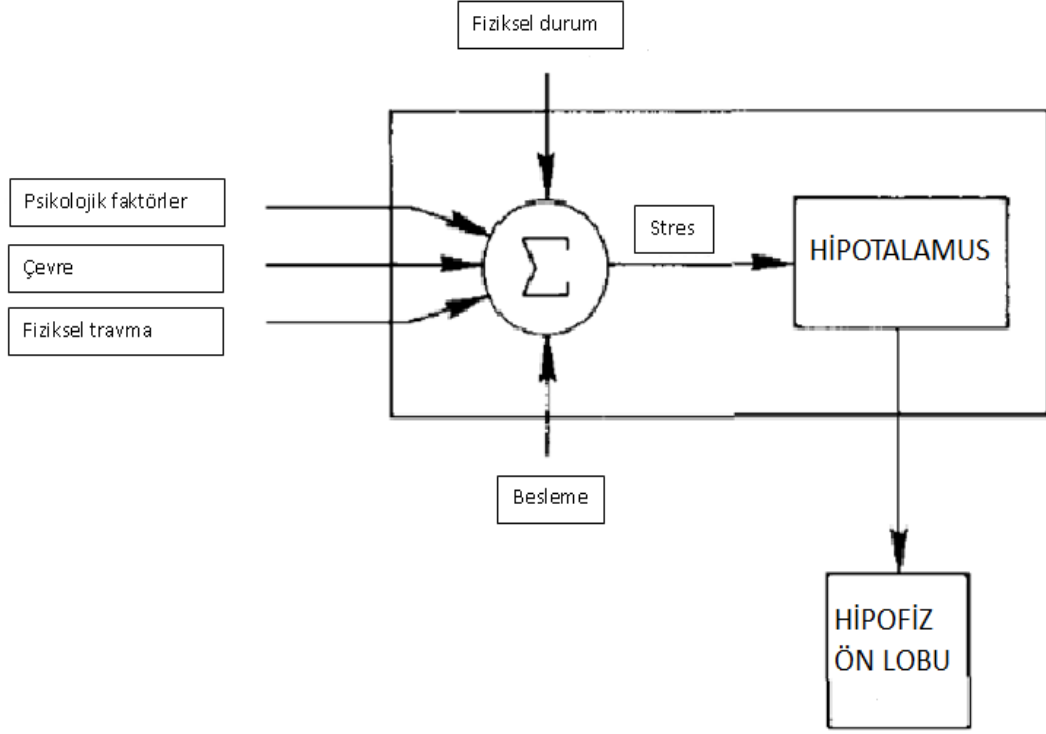 Fiziksel durum
Psikolojik faktörler
Çevre
Fiziksel travma
Σ
Stres
HİPOTALAMUS
Besleme
HİPOFİZ
ÖN LOBU